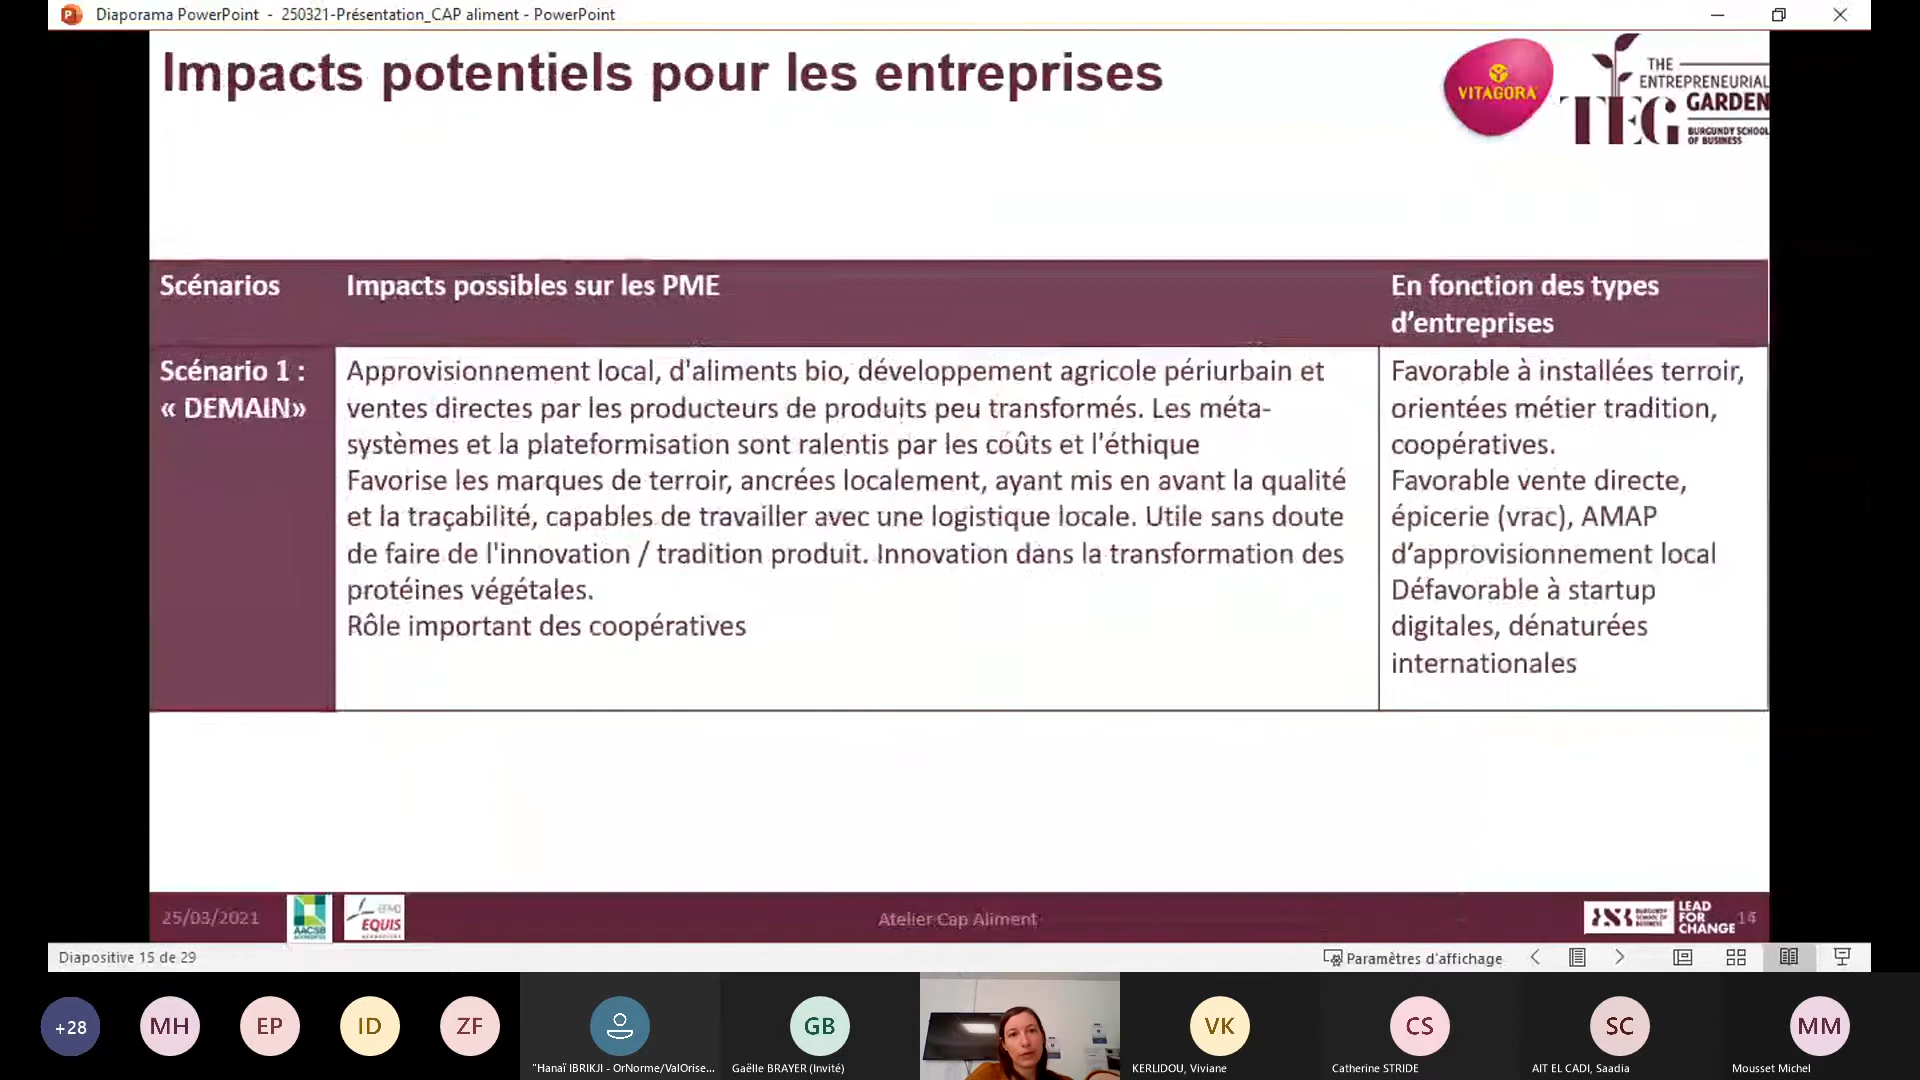 Diaporama PowerPoint - 250321-Présentation_CAP aliment - PowerPoint
Impacts potentiels pour les entreprises
VITAGORA
THE
ENTREPRENEURIAL
GARDEN
TEG
BURGUNDY SCHOOL
OF BUSINESS
Scénarios
Impacts possibles sur les PME
En fonction des types
d'entreprises
Scénario 1 :
« DEMAIN»
Approvisionnement local, d'aliments bio, développement agricole périurbain et
ventes directes par les producteurs de produits peu transformés. Les méta-
systèmes et la plateformisation sont ralentis par les coûts et l'éthique
Favorise les marques de terroir, ancrées localement, ayant mis en avant la qualité
et la traçabilité, capables de travailler avec une logistique locale. Utile sans doute
de faire de l'innovation / tradition produit. Innovation dans la transformation des
protéines végétales.
Rôle important des coopératives
Favorable à installées terroir,
orientées métier tradition,
coopératives.
Favorable vente directe,
épicerie (vrac), AMAP
d'approvisionnement local
Défavorable à startup
digitales, dénaturées
internationales
25/03/2021
AACSB
EFMD
EQUIS
Atelier Cap Aliment
BURGUNDY
SCHOOL OF
BUSINESS
LEAD
FOR
CHANGE
14
Diapositive 15 de 29
Paramètres d'affichage
+28
MH
EP
ID
ZF
GB
VK
CS
SC
MM
"Hanaï IBRIKJI - OrNorme/ValOrise...
Gaëlle BRAYER (Invité)
KERLIDOU, Viviane
Catherine STRIDE
AIT EL CADI, Saadia
Mousset Michel